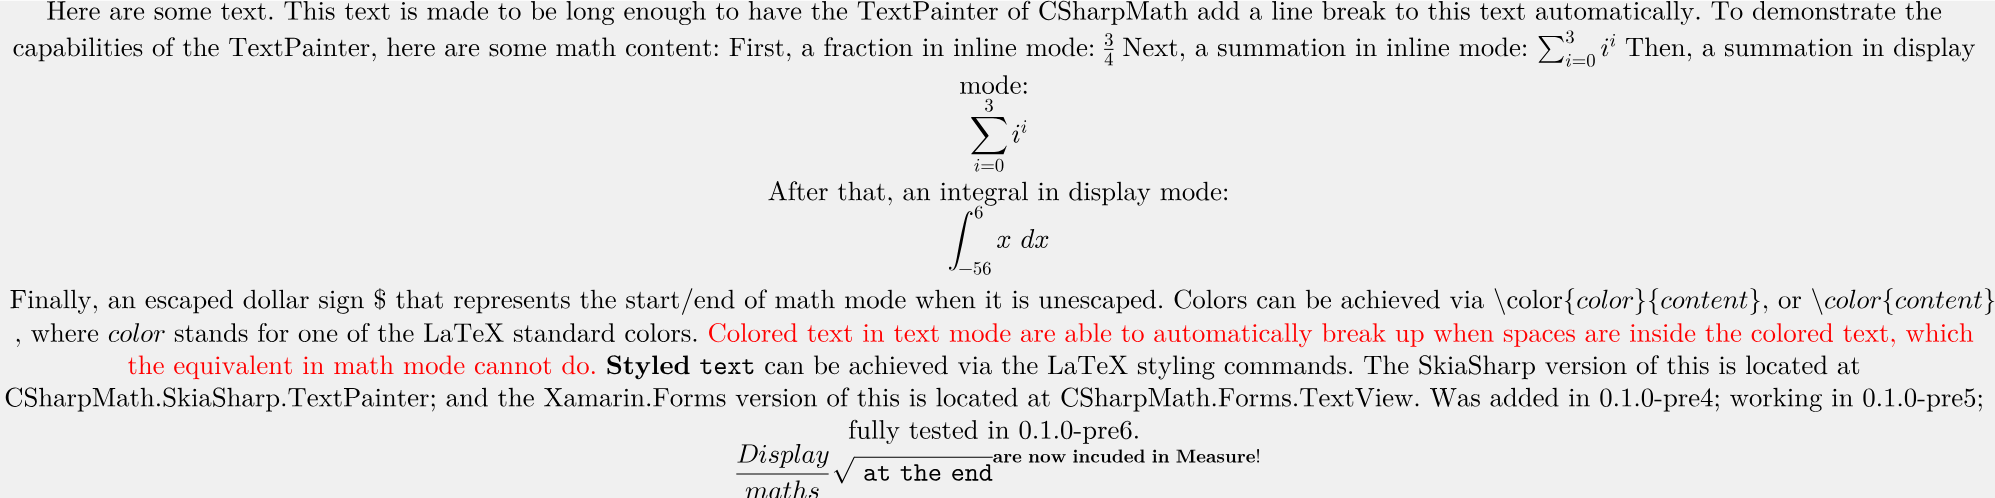 Here are some text. This text is made to be long enough to have the TextPainter of CSharpMath add a line break to this text automatically. To demonstrate the
capabilities of the TextPainter, here are some math content: First, a fraction in inline mode: 3/4 Next, a summation in inline mode: ∑_{i=0}^{3} i^i Then, a summation in display
mode:
∑_{i=0}^{3} i^i
After that, an integral in display mode:
∫_{-56}^{6} x dx
Finally, an escaped dollar sign $ that represents the start/end of math mode when it is unescaped. Colors can be achieved via \color{color}{content}, or \color{content}
, where color stands for one of the LaTeX standard colors. Colored text in text mode are able to automatically break up when spaces are inside the colored text, which
the equivalent in math mode cannot do. Styled text can be achieved via the LaTeX styling commands. The SkiaSharp version of this is located at
CSharpMath.SkiaSharp.TextPainter; and the Xamarin.Forms version of this is located at CSharpMath.Forms.TextView. Was added in 0.1.0-pre4; working in 0.1.0-pre5;
fully tested in 0.1.0-pre6.
Display/maths √at the end^are now incuded in Measure!